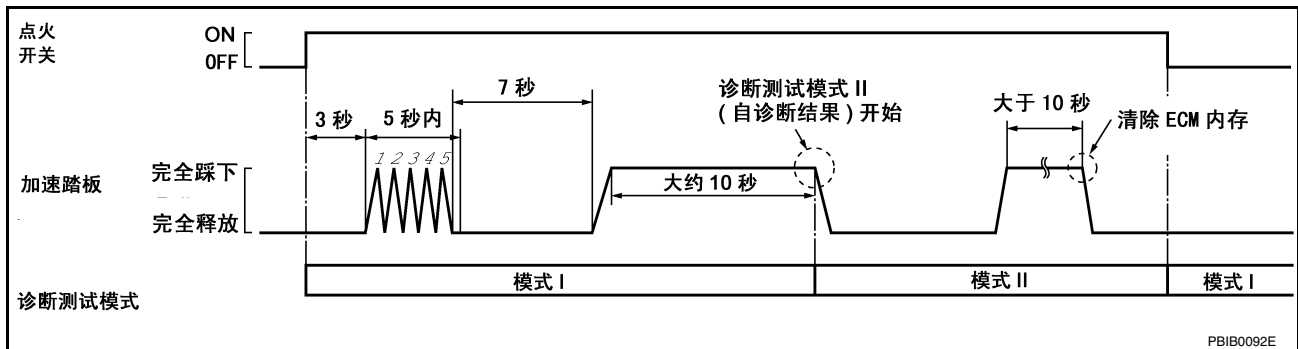 点火
开关
ON
OFF
3 秒
5 秒内
7 秒
诊断测试模式 II
( 自诊断结果 ) 开始
大于 10 秒
清除 ECM 内存
加速踏板
完全踩下
完全释放
1 2 3 4 5
大约 10 秒
诊断测试模式
模式 I
模式 II
模式 I
PBIB0092E